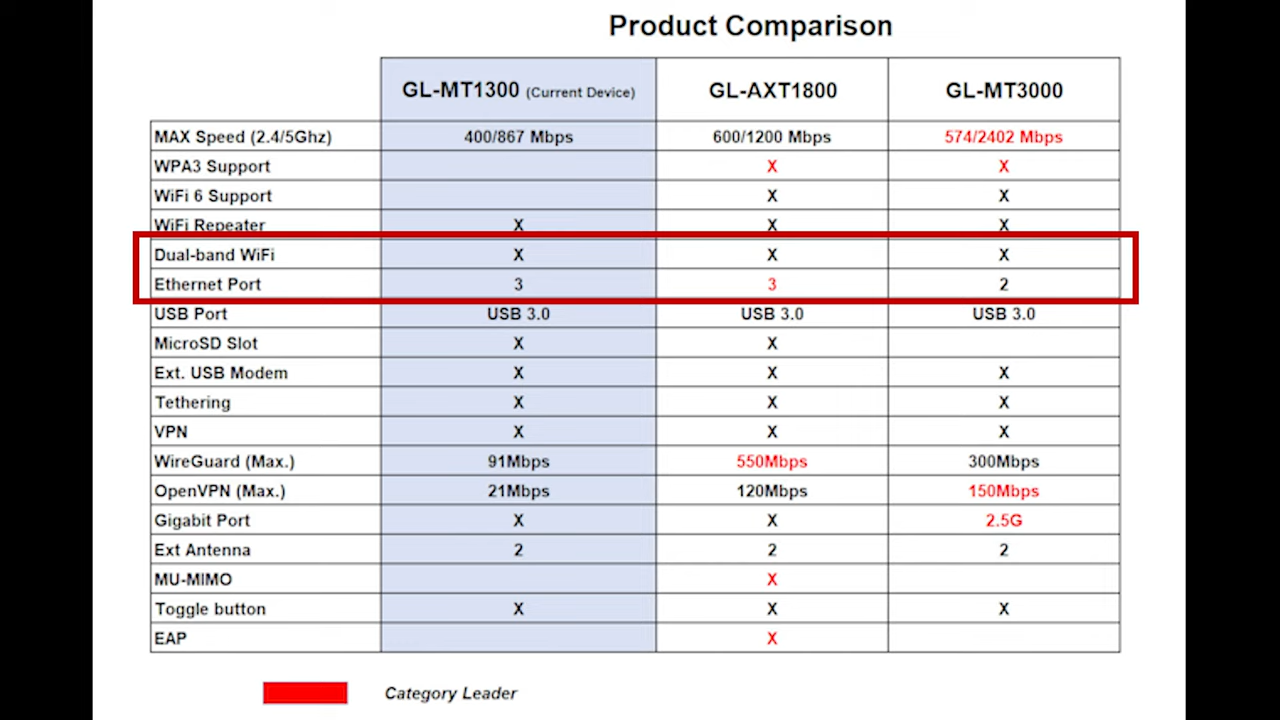 Product Comparison
GL-MT1300 (Current Device) GL-AXT1800 GL-MT3000
MAX Speed (2.4/5Ghz) 400/867 Mbps 600/1200 Mbps 574/2402 Mbps
WPA3 Support X X
WiFi 6 Support X X
WiFi Repeater X X X
Dual-band WiFi X X X
Ethernet Port 3 3 2
USB Port USB 3.0 USB 3.0 USB 3.0
MicroSD Slot X X
Ext. USB Modem X X X
Tethering X X X
VPN X X X
WireGuard (Max.) 91Mbps 550Mbps 300Mbps
OpenVPN (Max.) 21Mbps 120Mbps 150Mbps
Gigabit Port X X 2.5G
Ext Antenna 2 2 2
MU-MIMO X
Toggle button X X X
EAP X
Category Leader